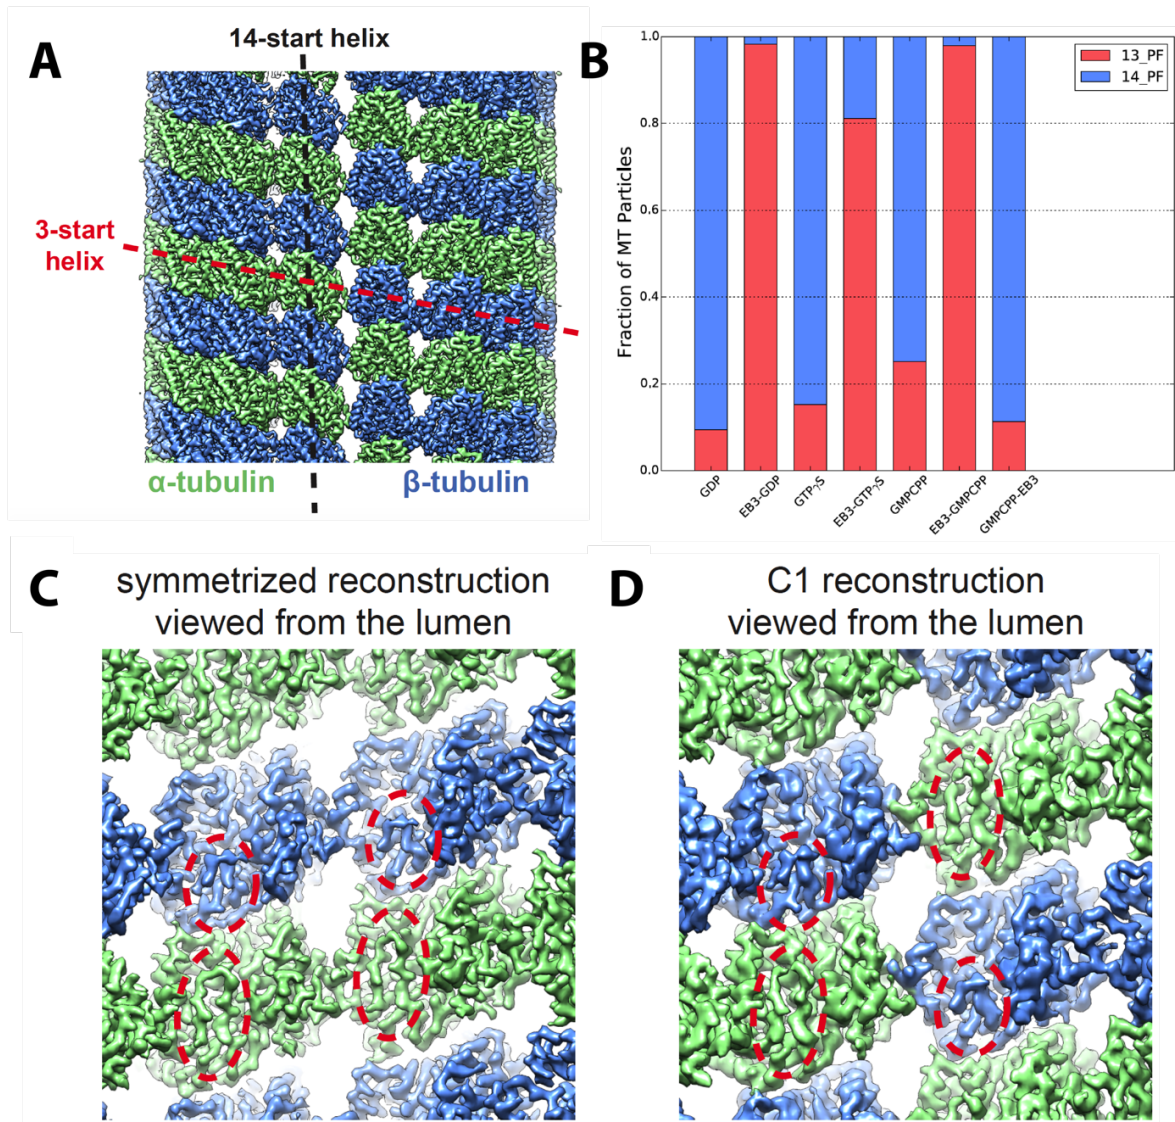 A
14-start helix
3-start
helix
α-tubulin
β-tubulin
B
13_PF
14_PF
Fraction of MT Particles
1.0
0.8
0.6
0.4
0.2
0.0
GDP
EB3-GDP
GTPγS
EB3-GTPγS
GMPCPP
EB3-GMPCPP
GMPCPP-EB3
C
symmetrized reconstruction
viewed from the lumen
D
C1 reconstruction
viewed from the lumen